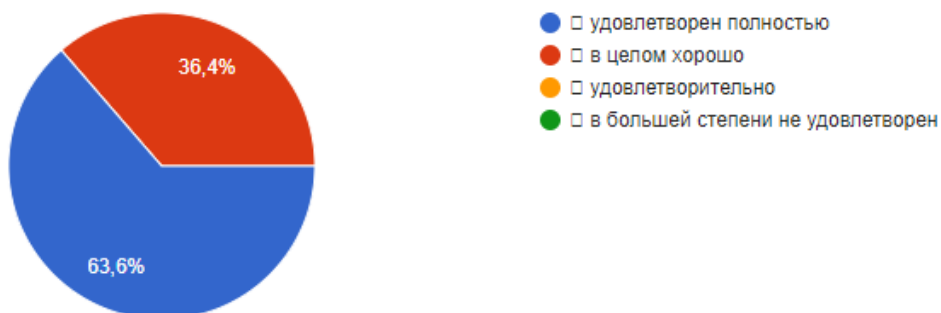 36,4%
63,6%
□ удовлетворен полностью
□ в целом хорошо
□ удовлетворительно
□ в большей степени не удовлетворен